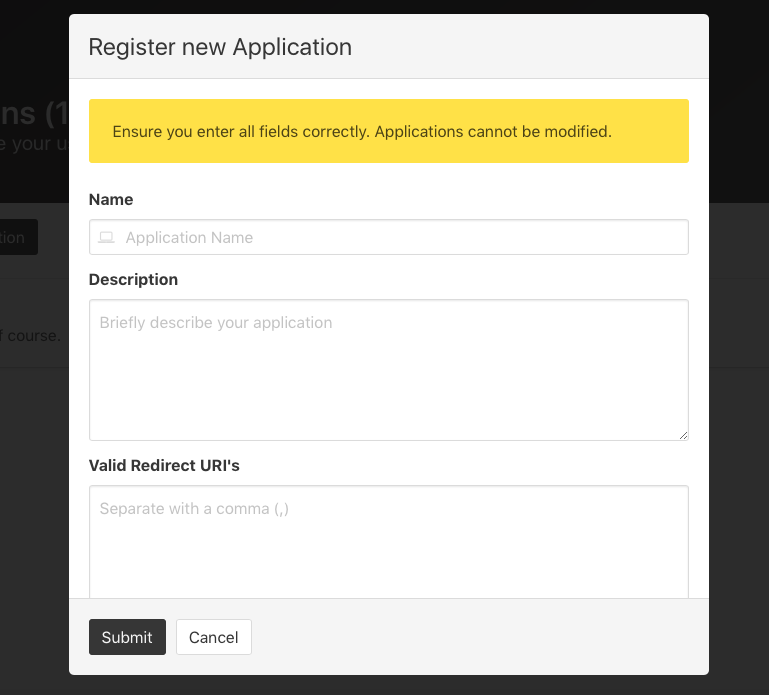 Register new Application
ns (1
e your u
Ensure you enter all fields correctly. Applications cannot be modified.
Name
tion
Application Name
Description
Briefly describe your application
f course.
Valid Redirect URI's
Separate with a comma (,)
Submit
Cancel